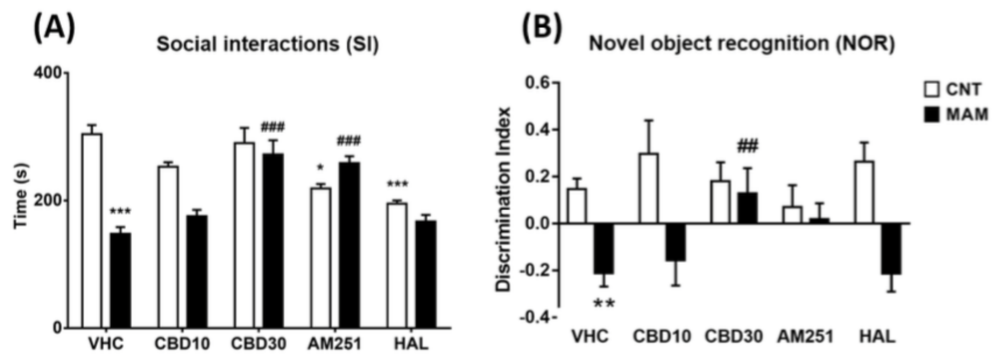 (A)
Social interactions (SI)
400
200
0
Time (s)
***
###
*
###
***
VHC CBD10 CBD30 AM251 HAL
(B)
Novel object recognition (NOR)
0.6
0.4
0.2
0.0
-0.2
-0.4
Discrimination Index
##
**
VHC CBD10 CBD30 AM251 HAL
CNT
MAM